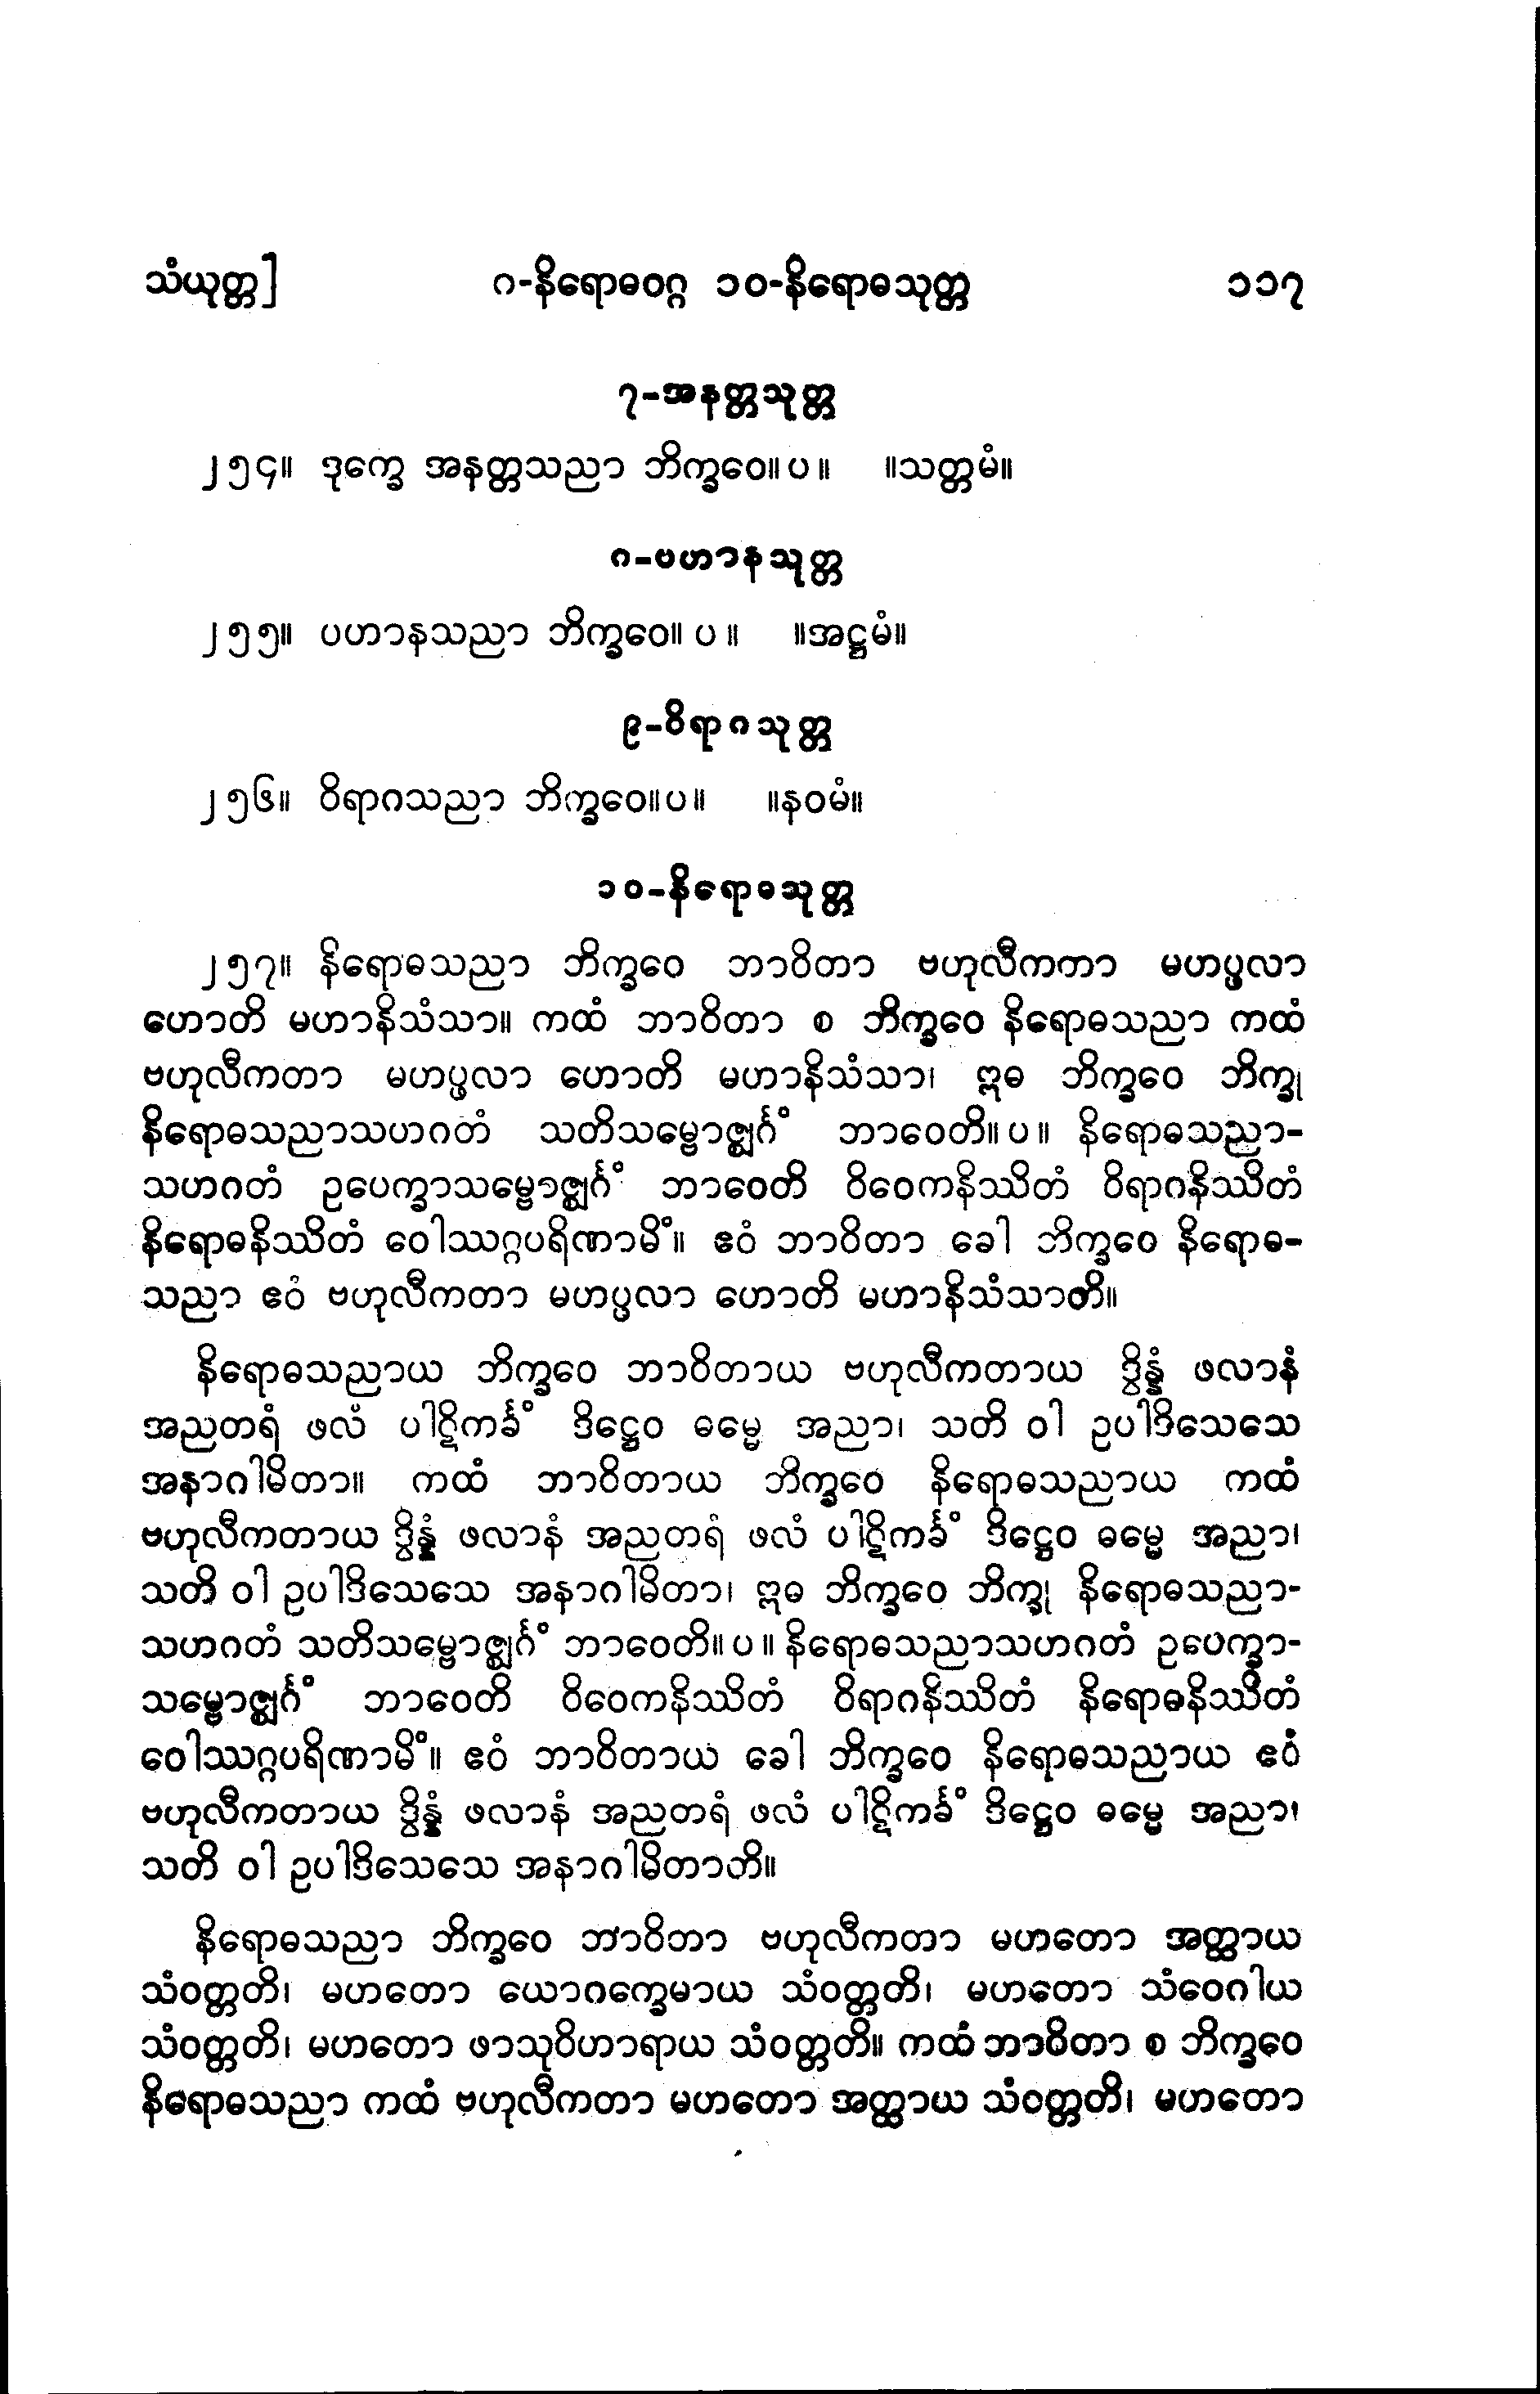 သံယုတ္တ] ဂ-နိရောဓဝဂ္ဂ ၁၀-နိရောဓသုတ္တ ၁၁၇
၇-အနတ္တသုတ္တ
၂၅၄။ ဒုက္ခေ အနတ္တသညာ ဘိက္ခဝေ။ပ။ ။သတ္တမံ။
ဂ-ဗဟာနသုတ္တ
၂၅၅။ ပဟာနသညာ ဘိက္ခဝေ။ပ။ ။အဋ္ဌမံ။
၉-ဝိရာဂသုတ္တ
၂၅၆။ ဝိရာဂသညာ ဘိက္ခဝေ။ပ။ ။နဝမံ။
၁၀-နိရောဓသုတ္တ
၂၅၇။ နိရောဓသညာ ဘိက္ခဝေ ဘာဝိတာ ဗဟုလီကကာ မဟပ္ဖလာ
ဟောတိ မဟာနိသံသာ။ ကထံ ဘာဝိတာ စ ဘိက္ခဝေ နိရောဓသညာ ကထံ
ဗဟုလီကတာ မဟပ္ဖလာ ဟောတိ မဟာနိသံသာ၊ ဣဓ ဘိက္ခဝေ ဘိက္ခု
နိရောဓသညာသဟဂတံ သတိသမ္ဗောဇ္ဈင်္ဂံ ဘာဝေတိ။ပ။ နိရောဓသညာ-
သဟဂတံ ဥပေက္ခာသမ္ဗောဇ္ဈင်္ဂံ ဘာဝေတိ ဝိဝေကနိဿိတံ ဝိရာဂနိဿိတံ
နိရောဓနိဿိတံ ဝေါဿဂ္ဂပရိဏာမိံ။ ဧဝံ ဘာဝိတာ ခေါ ဘိက္ခဝေ နိရောဓ-
သညာ ဧဝံ ဗဟုလီကတာ မဟပ္ဖလာ ဟောတိ မဟာနိသံသာတိ။
နိရောဓသညာယ ဘိက္ခဝေ ဘာဝိတာယ ဗဟုလီကတာယ ဒွိန္နံ ဖလာနံ
အညတရံ ဖလံ ပါဋိကင်္ခံ ဒိဋ္ဌေဝ ဓမ္မေ အညာ၊ သတိ ဝါ ဥပါဒိသေသေ
အနာဂါမိတာ။ ကထံ ဘာဝိတာယ ဘိက္ခဝေ နိရောဓသညာယ ကထံ
ဗဟုလီကတာယ ဒွိန္နံ ဖလာနံ အညတရံ ဖလံ ပါဋိကင်္ခံ ဒိဋ္ဌေဝ ဓမ္မေ အညာ၊
သတိ ဝါ ဥပါဒိသေသေ အနာဂါမိတာ၊ ဣဓ ဘိက္ခဝေ ဘိက္ခု နိရောဓသညာ-
သဟဂတံ သတိသမ္ဗောဇ္ဈင်္ဂံ ဘာဝေတိ။ပ။ နိရောဓသညာသဟဂတံ ဥပေက္ခာ-
သမ္ဗောဇ္ဈင်္ဂံ ဘာဝေတိ ဝိဝေကနိဿိတံ ဝိရာဂနိဿိတံ နိရောဓနိဿိတံ
ဝေါဿဂ္ဂပရိဏာမိံ။ ဧဝံ ဘာဝိတာယ ခေါ ဘိက္ခဝေ နိရောဓသညာယ ဧဝံ
ဗဟုလီကတာယ ဒွိန္နံ ဖလာနံ အညတရံ ဖလံ ပါဋိကင်္ခံ ဒိဋ္ဌေဝ ဓမ္မေ အညာ၊
သတိ ဝါ ဥပါဒိသေသေ အနာဂါမိတာတိ။
နိရောဓသညာ ဘိက္ခဝေ ဘာဝိတာ ဗဟုလီကတာ မဟတော အတ္ထာယ
သံဝတ္တတိ၊ မဟတော ယောဂက္ခေမာယ သံဝတ္တတိ၊ မဟတော သံဝေဂါယ
သံဝတ္တတိ၊ မဟတော ဖာသုဝိဟာရာယ သံဝတ္တတိ။ ကထံ ဘာဝိတာ စ ဘိက္ခဝေ
နိရောဓသညာ ကထံ ဗဟုလီကတာ မဟတော အတ္ထာယ သံဝတ္တတိ၊ မဟတော